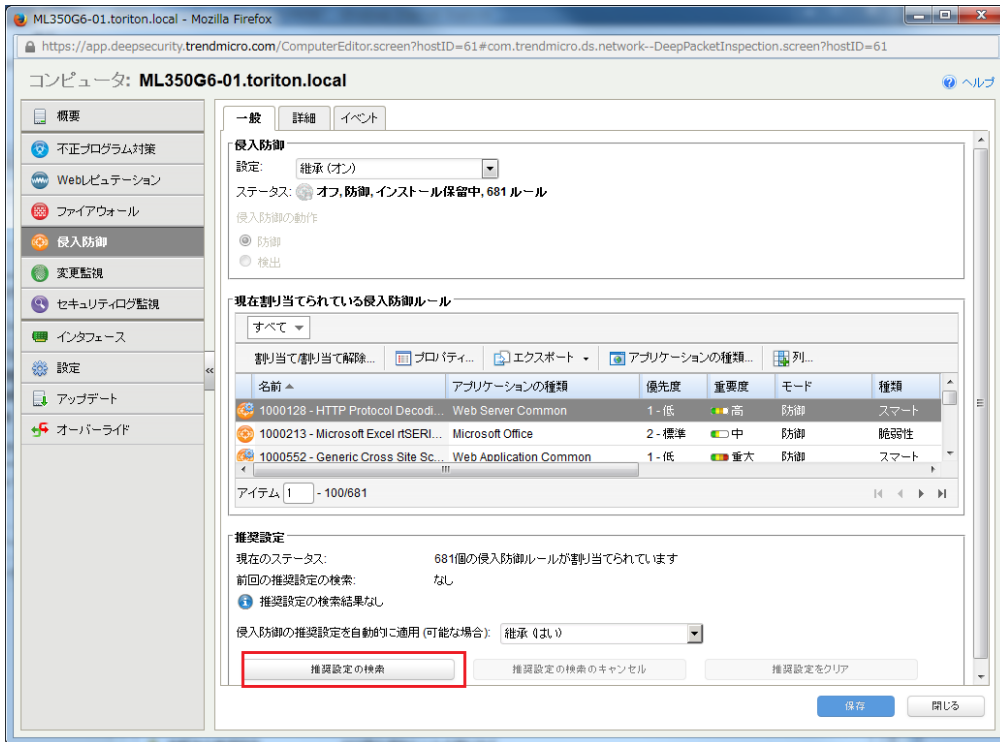 ML350G6-01.toriton.local - Mozilla Firefox
https://app.deepsecurity.trendmicro.com/ComputerEditor.screen?hostID=61#com.trendmicro.ds.network--DeepPacketInspection.screen?hostID=61
コンピュータ: ML350G6-01.toriton.local
ヘルプ
概要
不正プログラム対策
Webレピュテーション
ファイアウォール
侵入防御
変更監視
セキュリティログ監視
インタフェース
設定
アップデート
オーバーライド
一般 詳細 イベント
侵入防御
設定: 継承 (オン)
ステータス: オフ, 防御, インストール保留中, 681 ルール
侵入防御の動作
防御
検出
現在割り当てられている侵入防御ルール
すべて
割り当て/割り当て解除... プロパティ... エクスポート アプリケーションの種類... 列...
名前 アプリケーションの種類 優先度 重要度 モード 種類
1000128 - HTTP Protocol Decodi... Web Server Common 1 - 低 高 防御 スマート
1000213 - Microsoft Excel rtSERI... Microsoft Office 2 - 標準 中 防御 脆弱性
1000552 - Generic Cross Site Sc... Web Application Common 1 - 低 重大 防御 スマート
アイテム 1 - 100/681
推奨設定
現在のステータス: 681個の侵入防御ルールが割り当てられています
前回の推奨設定の検索: なし
推奨設定の検索結果なし
侵入防御の推奨設定を自動的に適用 (可能な場合): 継承 (はい)
推奨設定の検索 推奨設定の検索のキャンセル 推奨設定をクリア
保存 閉じる